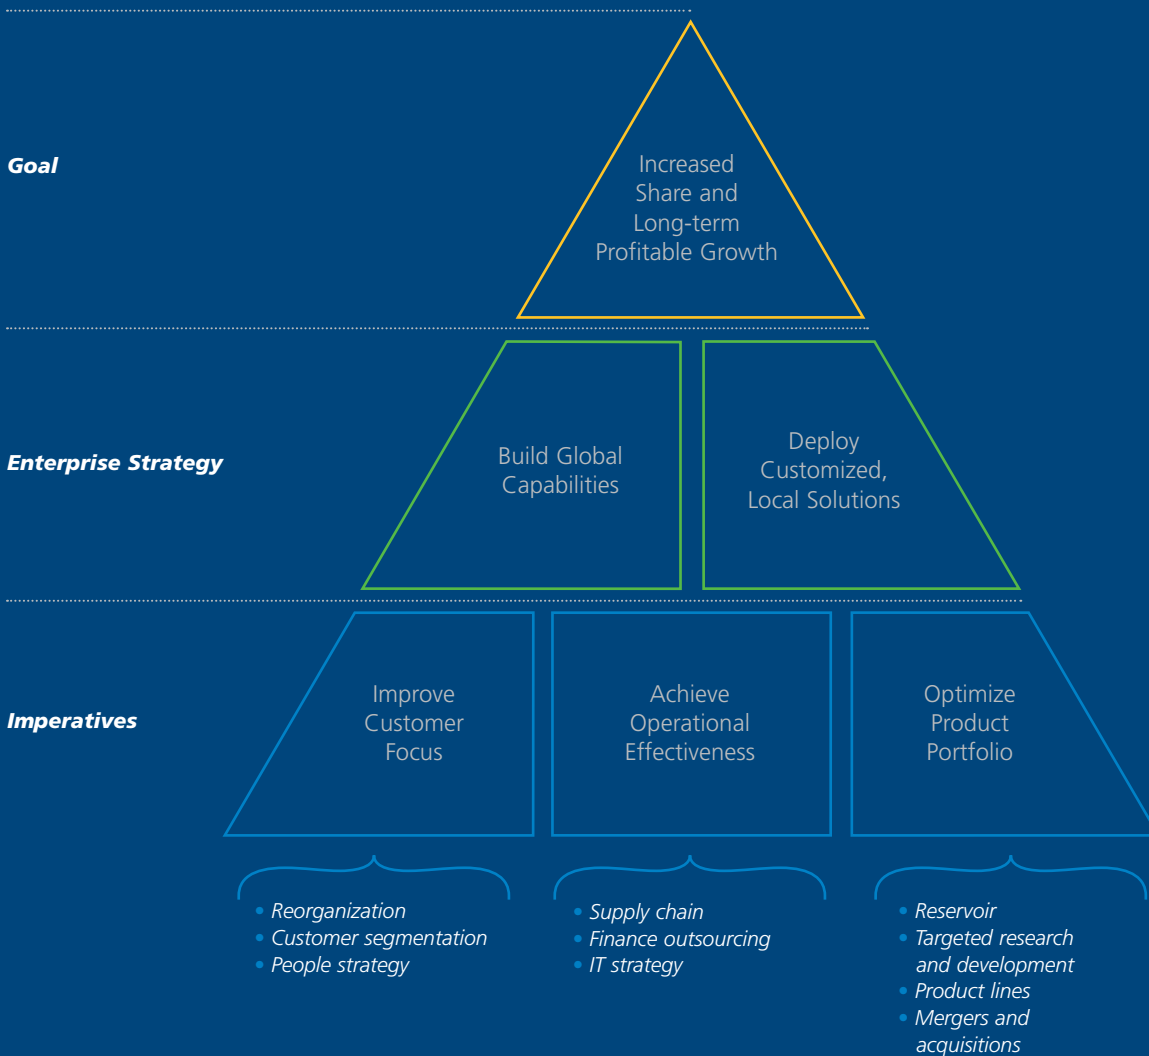 Goal
Increased
Share and
Long-term
Profitable Growth
Enterprise Strategy
Build Global
Capabilities
Deploy
Customized,
Local Solutions
Imperatives
Improve
Customer
Focus
Achieve
Operational
Effectiveness
Optimize
Product
Portfolio
• Reorganization
• Customer segmentation
• People strategy
• Supply chain
• Finance outsourcing
• IT strategy
• Reservoir
• Targeted research
and development
• Product lines
• Mergers and
acquisitions